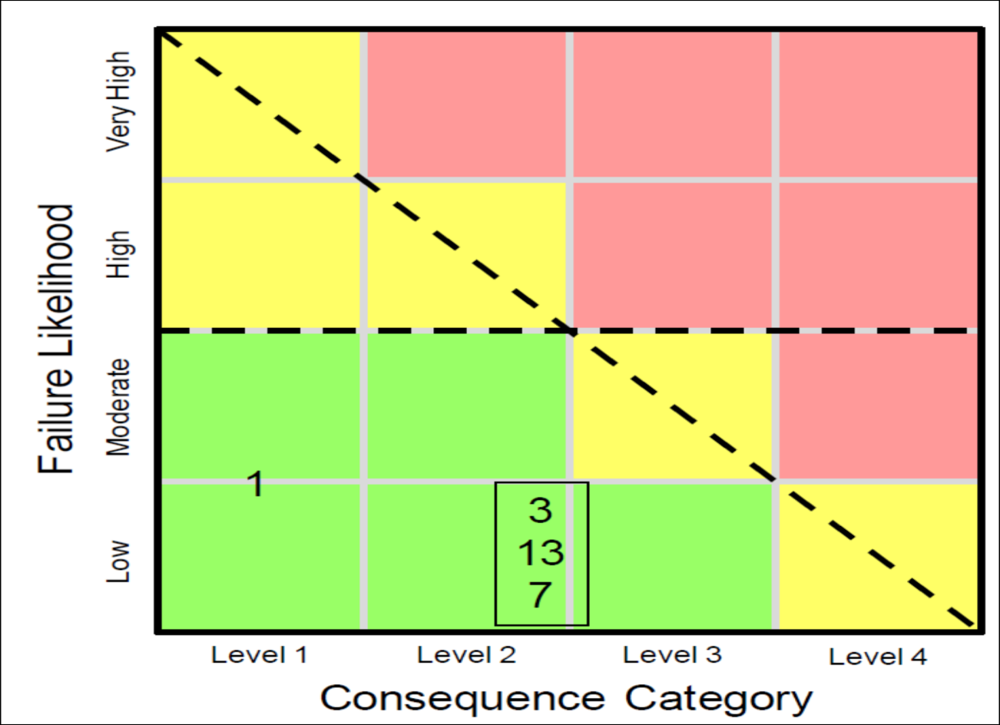 Failure Likelihood
Very High
High
Moderate
Low
1
3
13
7
Level 1 Level 2 Level 3 Level 4
Consequence Category